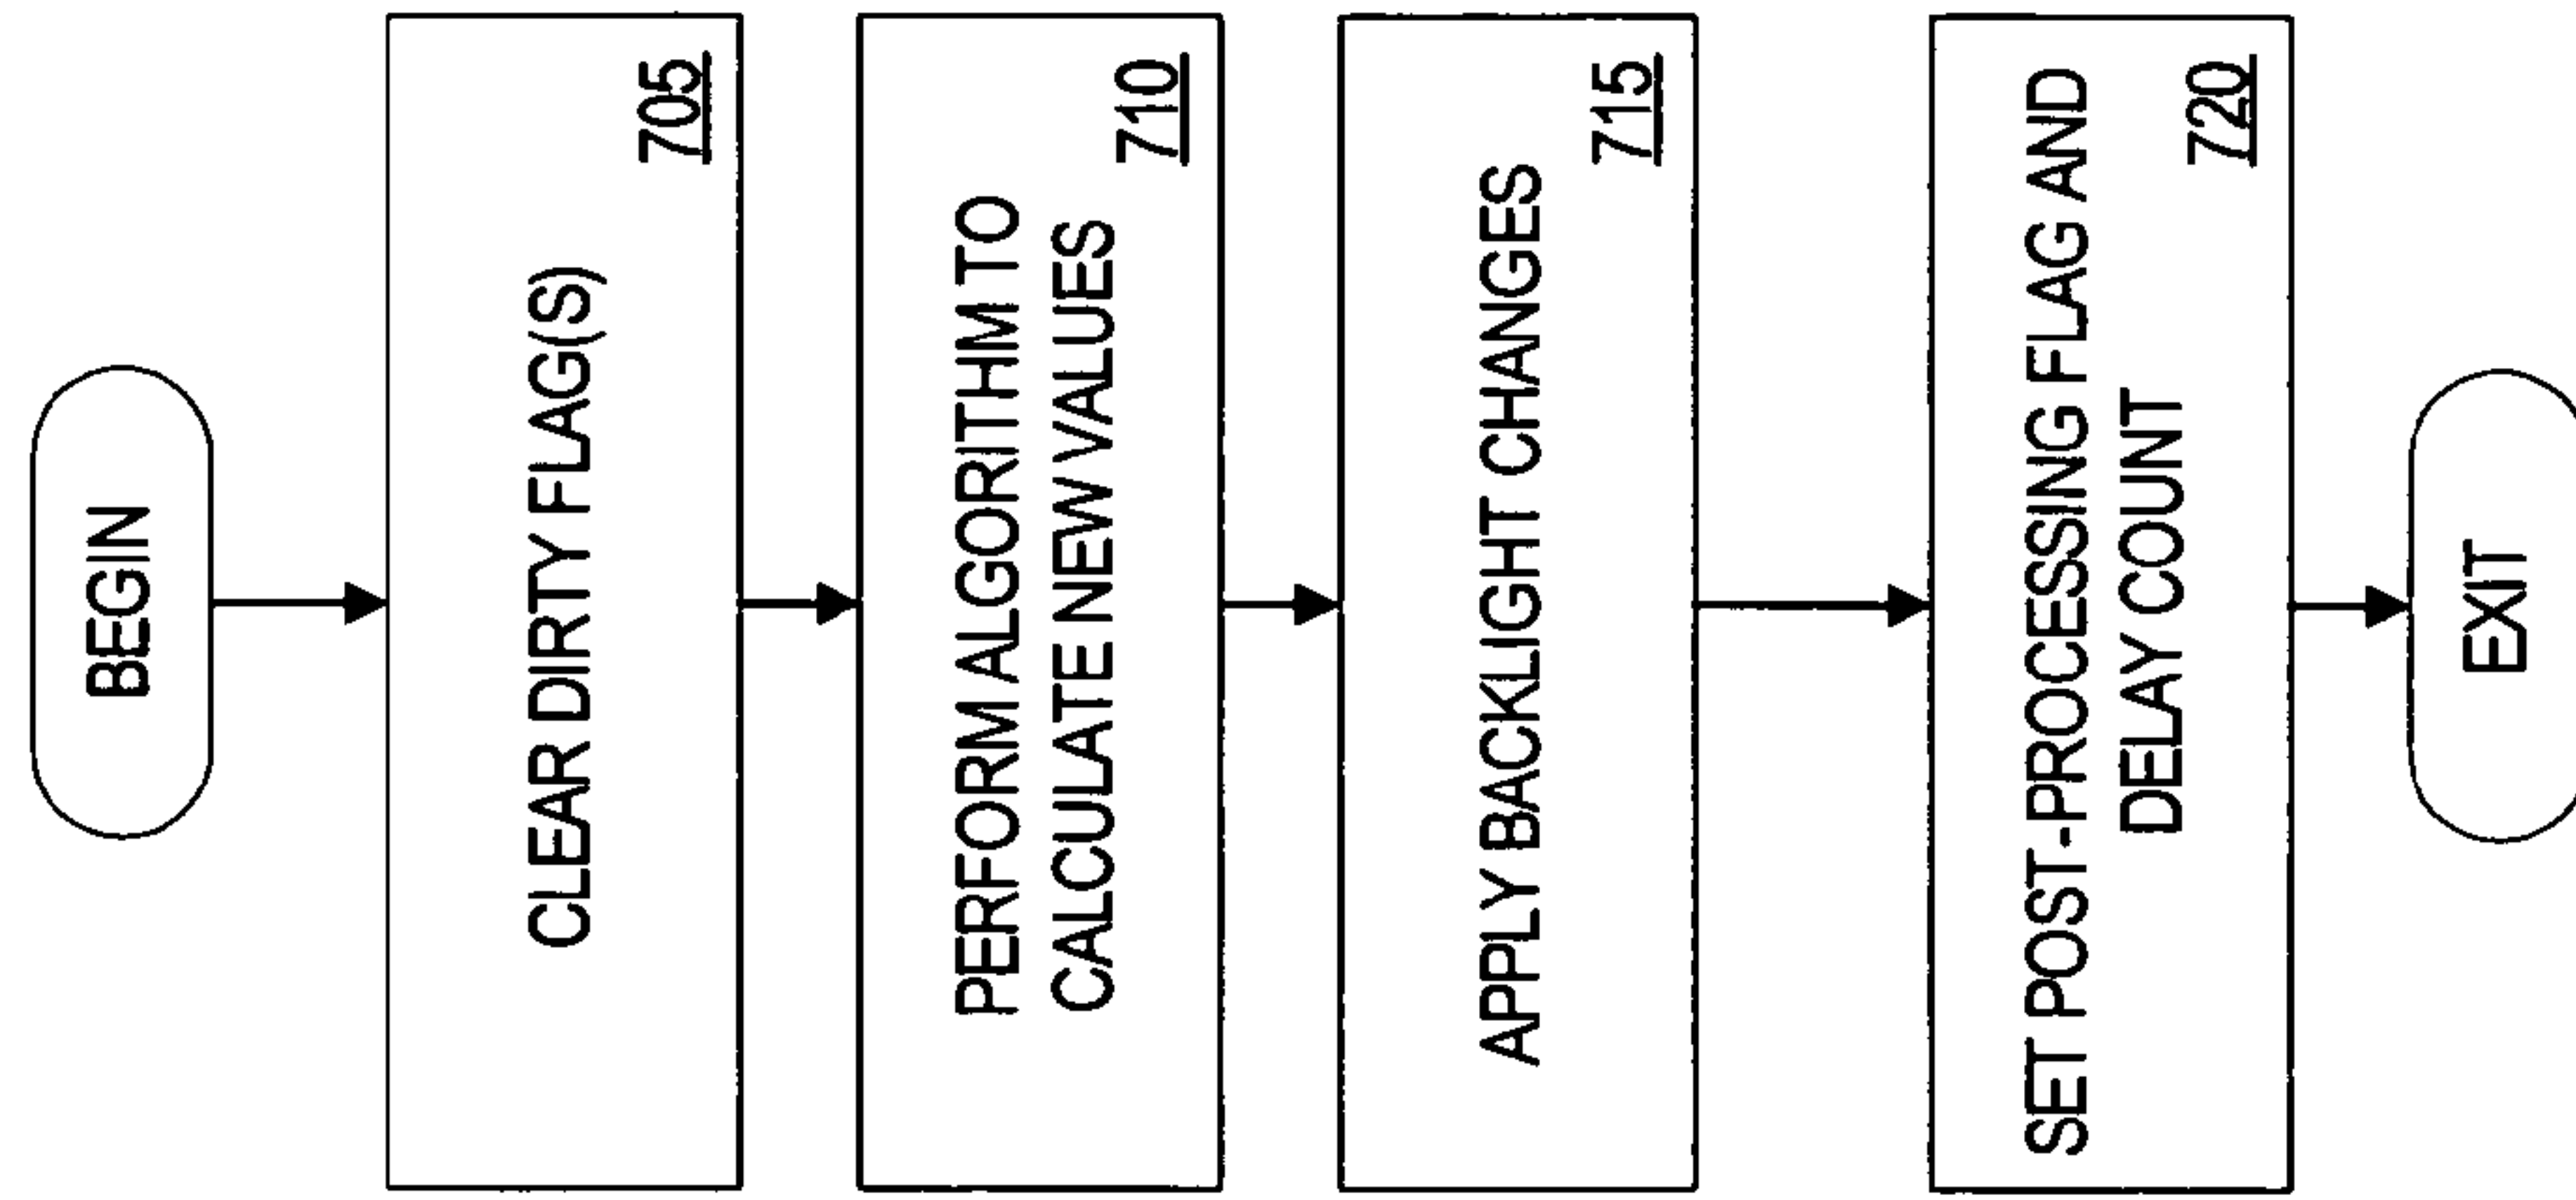 BEGIN
CLEAR DIRTY FLAG(S)
705
PERFORM ALGORITHM TO
CALCULATE NEW VALUES
710
APPLY BACKLIGHT CHANGES
715
SET POST-PROCESSING FLAG AND
DELAY COUNT
720
EXIT